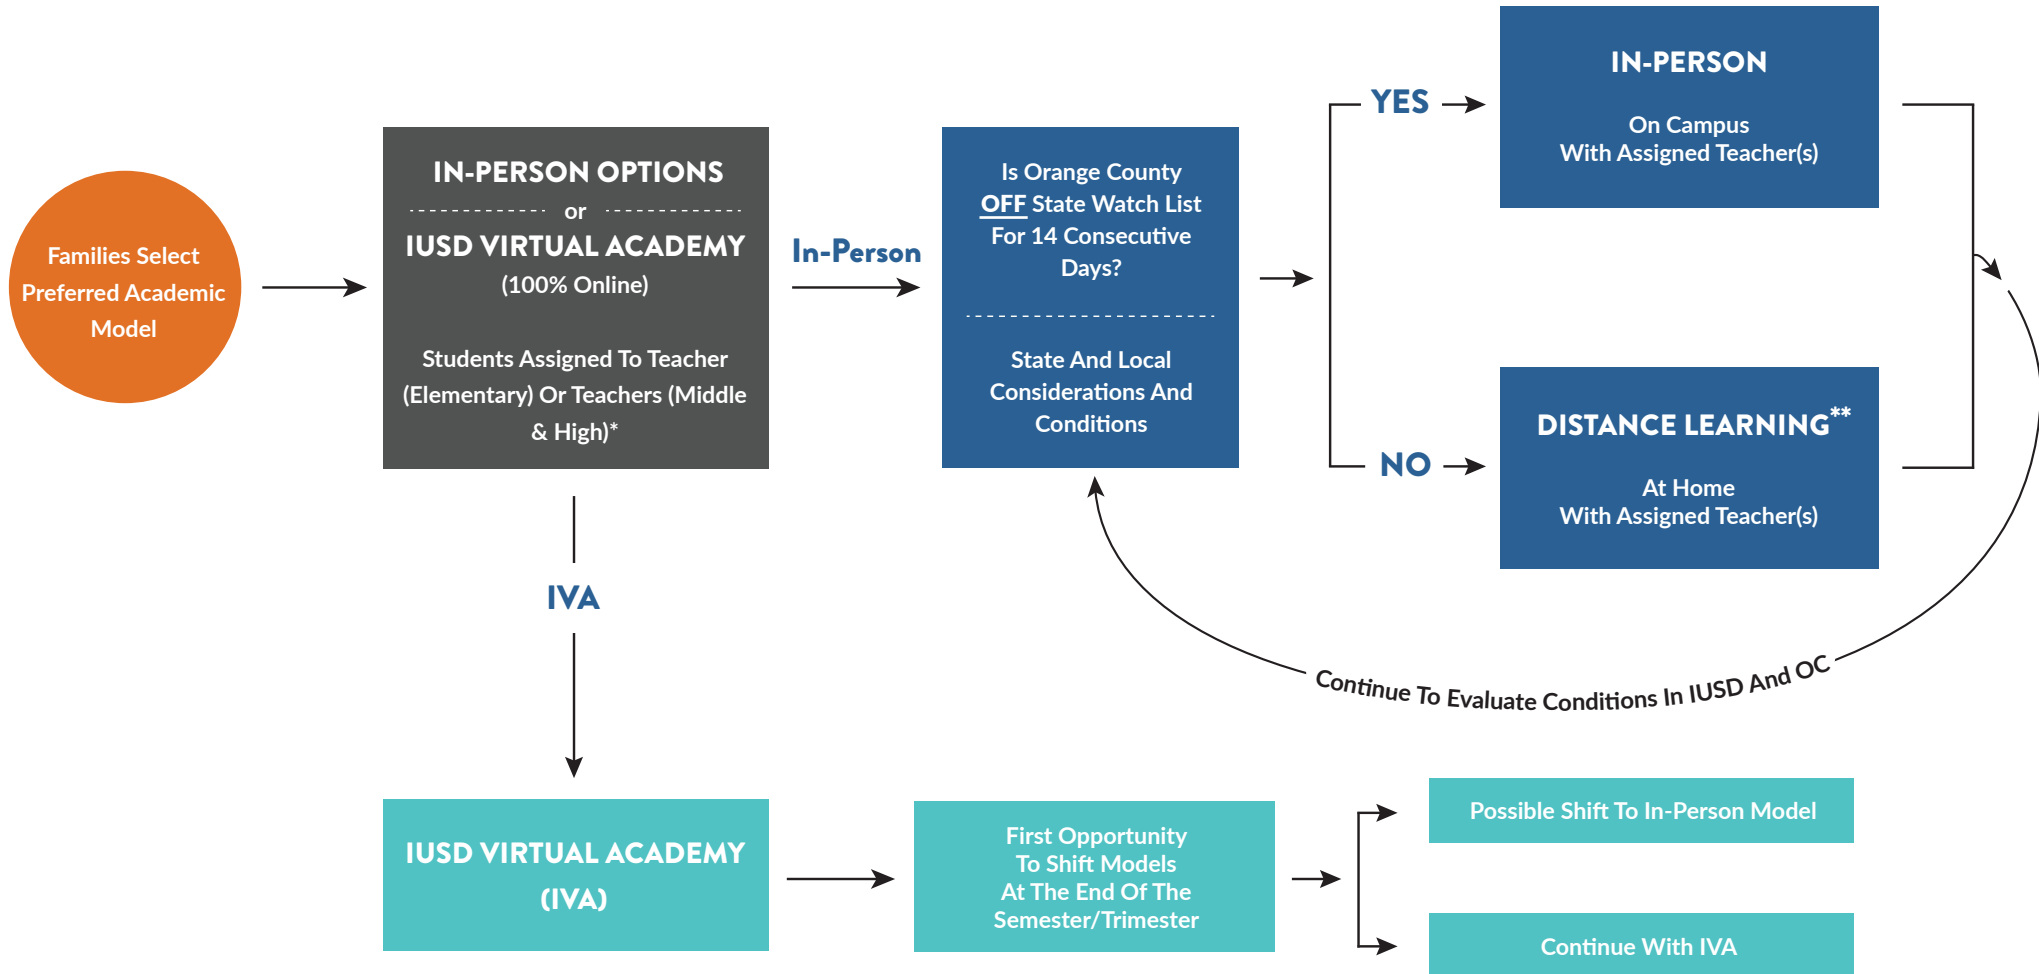 Families Select
Preferred Academic
Model
IN-PERSON OPTIONS
or
IUSD VIRTUAL ACADEMY
(100% Online)
Students Assigned To Teacher
(Elementary) Or Teachers (Middle
& High)*
In-Person
Is Orange County
OFF State Watch List
For 14 Consecutive
Days?
State And Local
Considerations And
Conditions
YES
IN-PERSON
On Campus
With Assigned Teacher(s)
NO
DISTANCE LEARNING**
At Home
With Assigned Teacher(s)
Continue To Evaluate Conditions In IUSD And OC
IVA
IUSD VIRTUAL ACADEMY
(IVA)
First Opportunity
To Shift Models
At The End Of The
Semester/Trimester
Possible Shift To In-Person Model
Continue With IVA